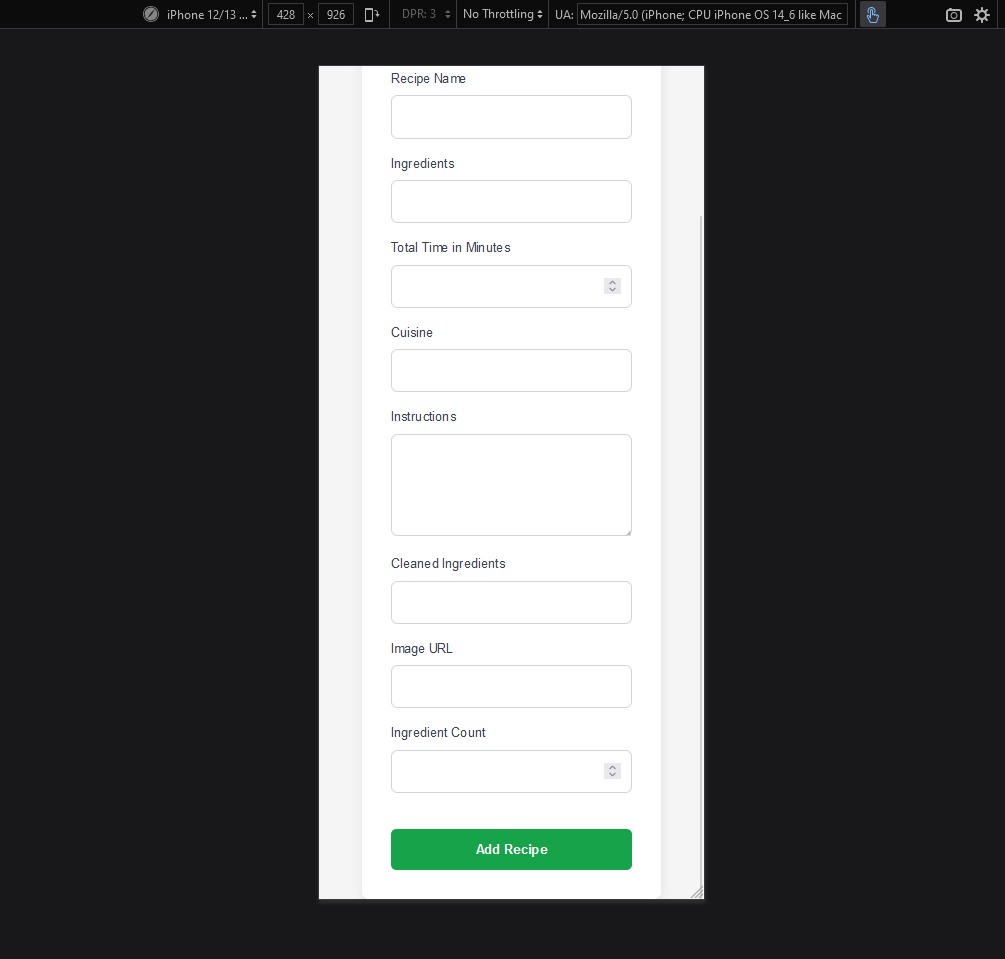 iPhone 12/13 ... 428 × 926 DPR: 3 No Throttling UA: Mozilla/5.0 (iPhone; CPU iPhone OS 14_6 like Mac
Recipe Name
Ingredients
Total Time in Minutes
Cuisine
Instructions
Cleaned Ingredients
Image URL
Ingredient Count
Add Recipe